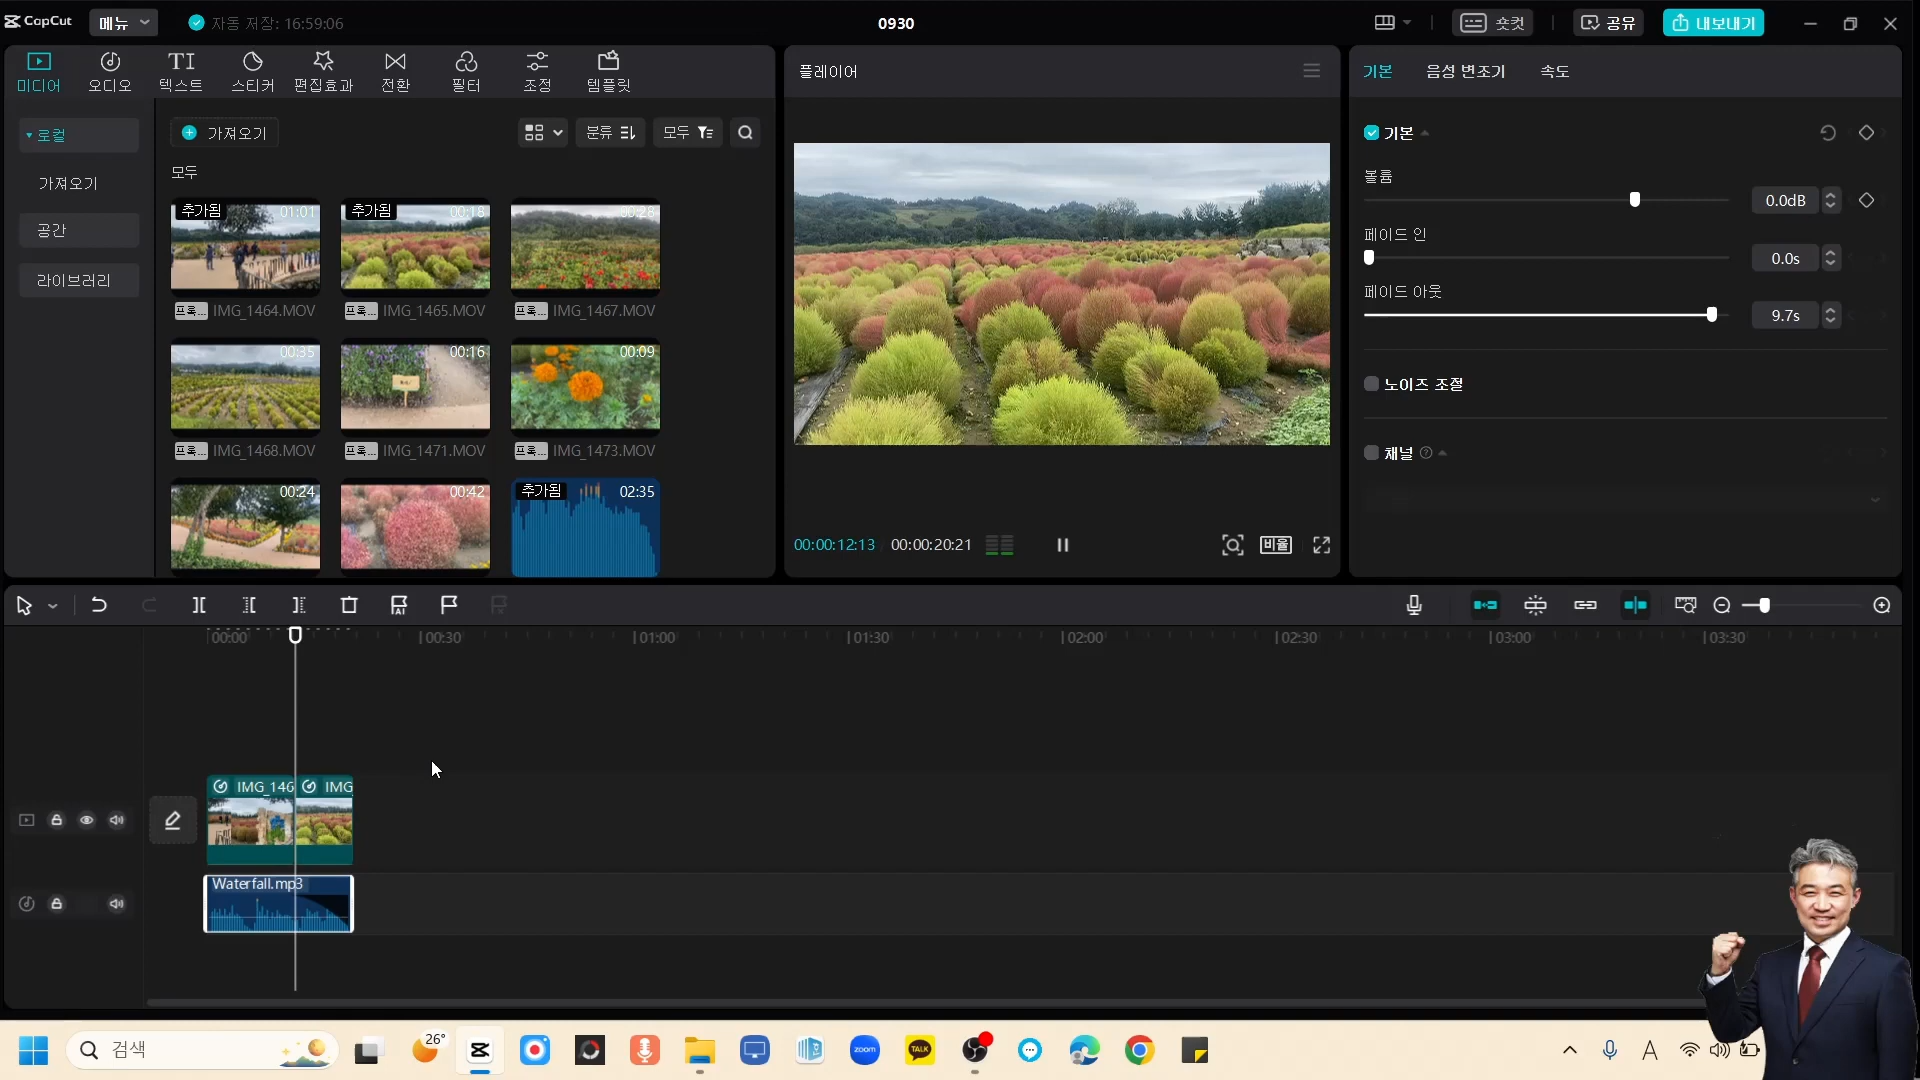 CapCut
메뉴
자동 저장: 16:59:06
0930
숏컷
공유
내보내기
미디어
오디오
텍스트
스티커
편집효과
전환
필터
조정
템플릿
로컬
가져오기
공간
라이브러리
가져오기
분류
모두
모두
추가됨
01:01
추가됨
00:18
00:28
프록...
IMG_1464.MOV
프록...
IMG_1465.MOV
프록...
IMG_1467.MOV
00:35
00:16
00:09
프록...
IMG_1468.MOV
프록...
IMG_1471.MOV
프록...
IMG_1473.MOV
00:24
00:42
추가됨
02:35
플레이어
00:00:12:13
00:00:20:21
비율
기본
음성 변조기
속도
기본
볼륨
0.0dB
페이드 인
0.0s
페이드 아웃
9.7s
노이즈 조절
채널
00:00
00:30
01:00
01:30
02:00
02:30
03:00
03:30
IMG_146
IMG
Waterfall.mp3
검색
26°
zoom
TALK
A